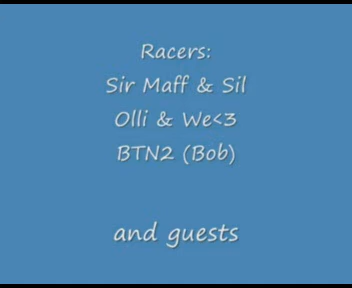 Racers:
Sir Maff & Sil
Olli & We<3
BTN2 (Bob)
and guests